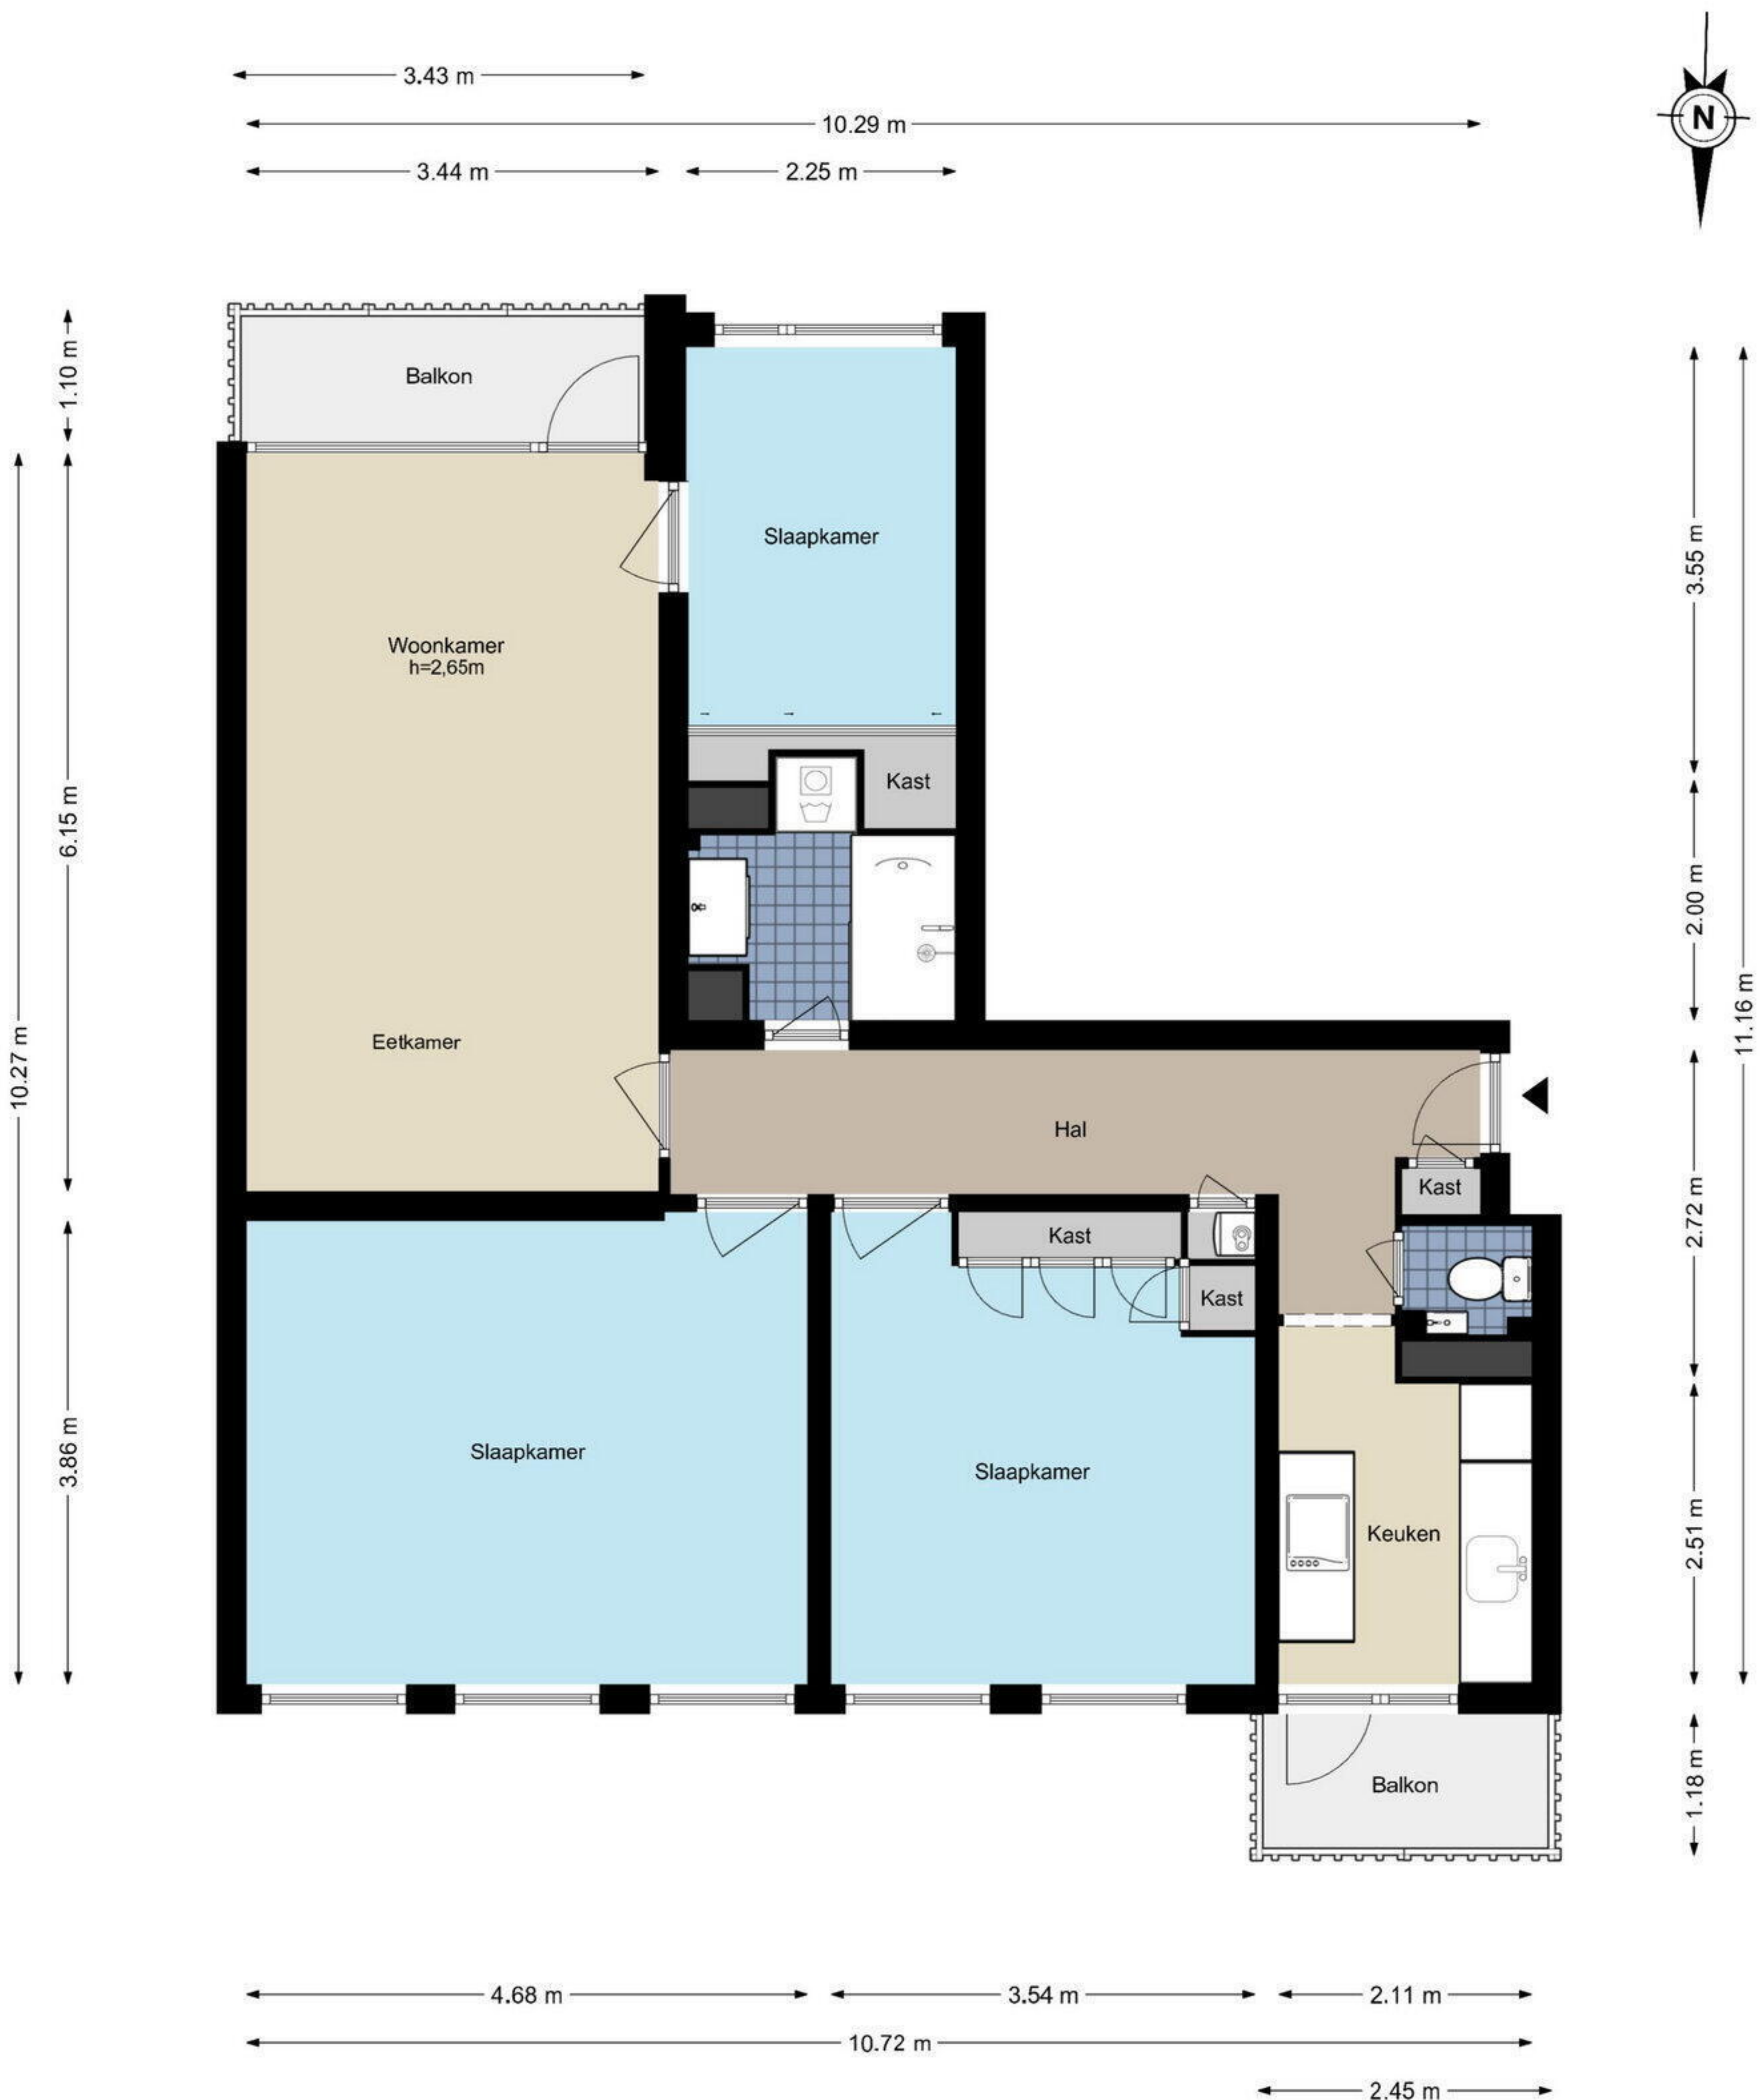 3.43 m
10.29 m
3.44 m
2.25 m
N
1.10 m
Balkon
Slaapkamer
3.55 m
Woonkamer
h=2,65m
Kast
6.15 m
2.00 m
11.16 m
Eetkamer
10.27 m
Hal
Kast
2.72 m
Kast
Kast
3.86 m
Slaapkamer
Slaapkamer
Keuken
2.51 m
Balkon
1.18 m
4.68 m
3.54 m
2.11 m
10.72 m
2.45 m